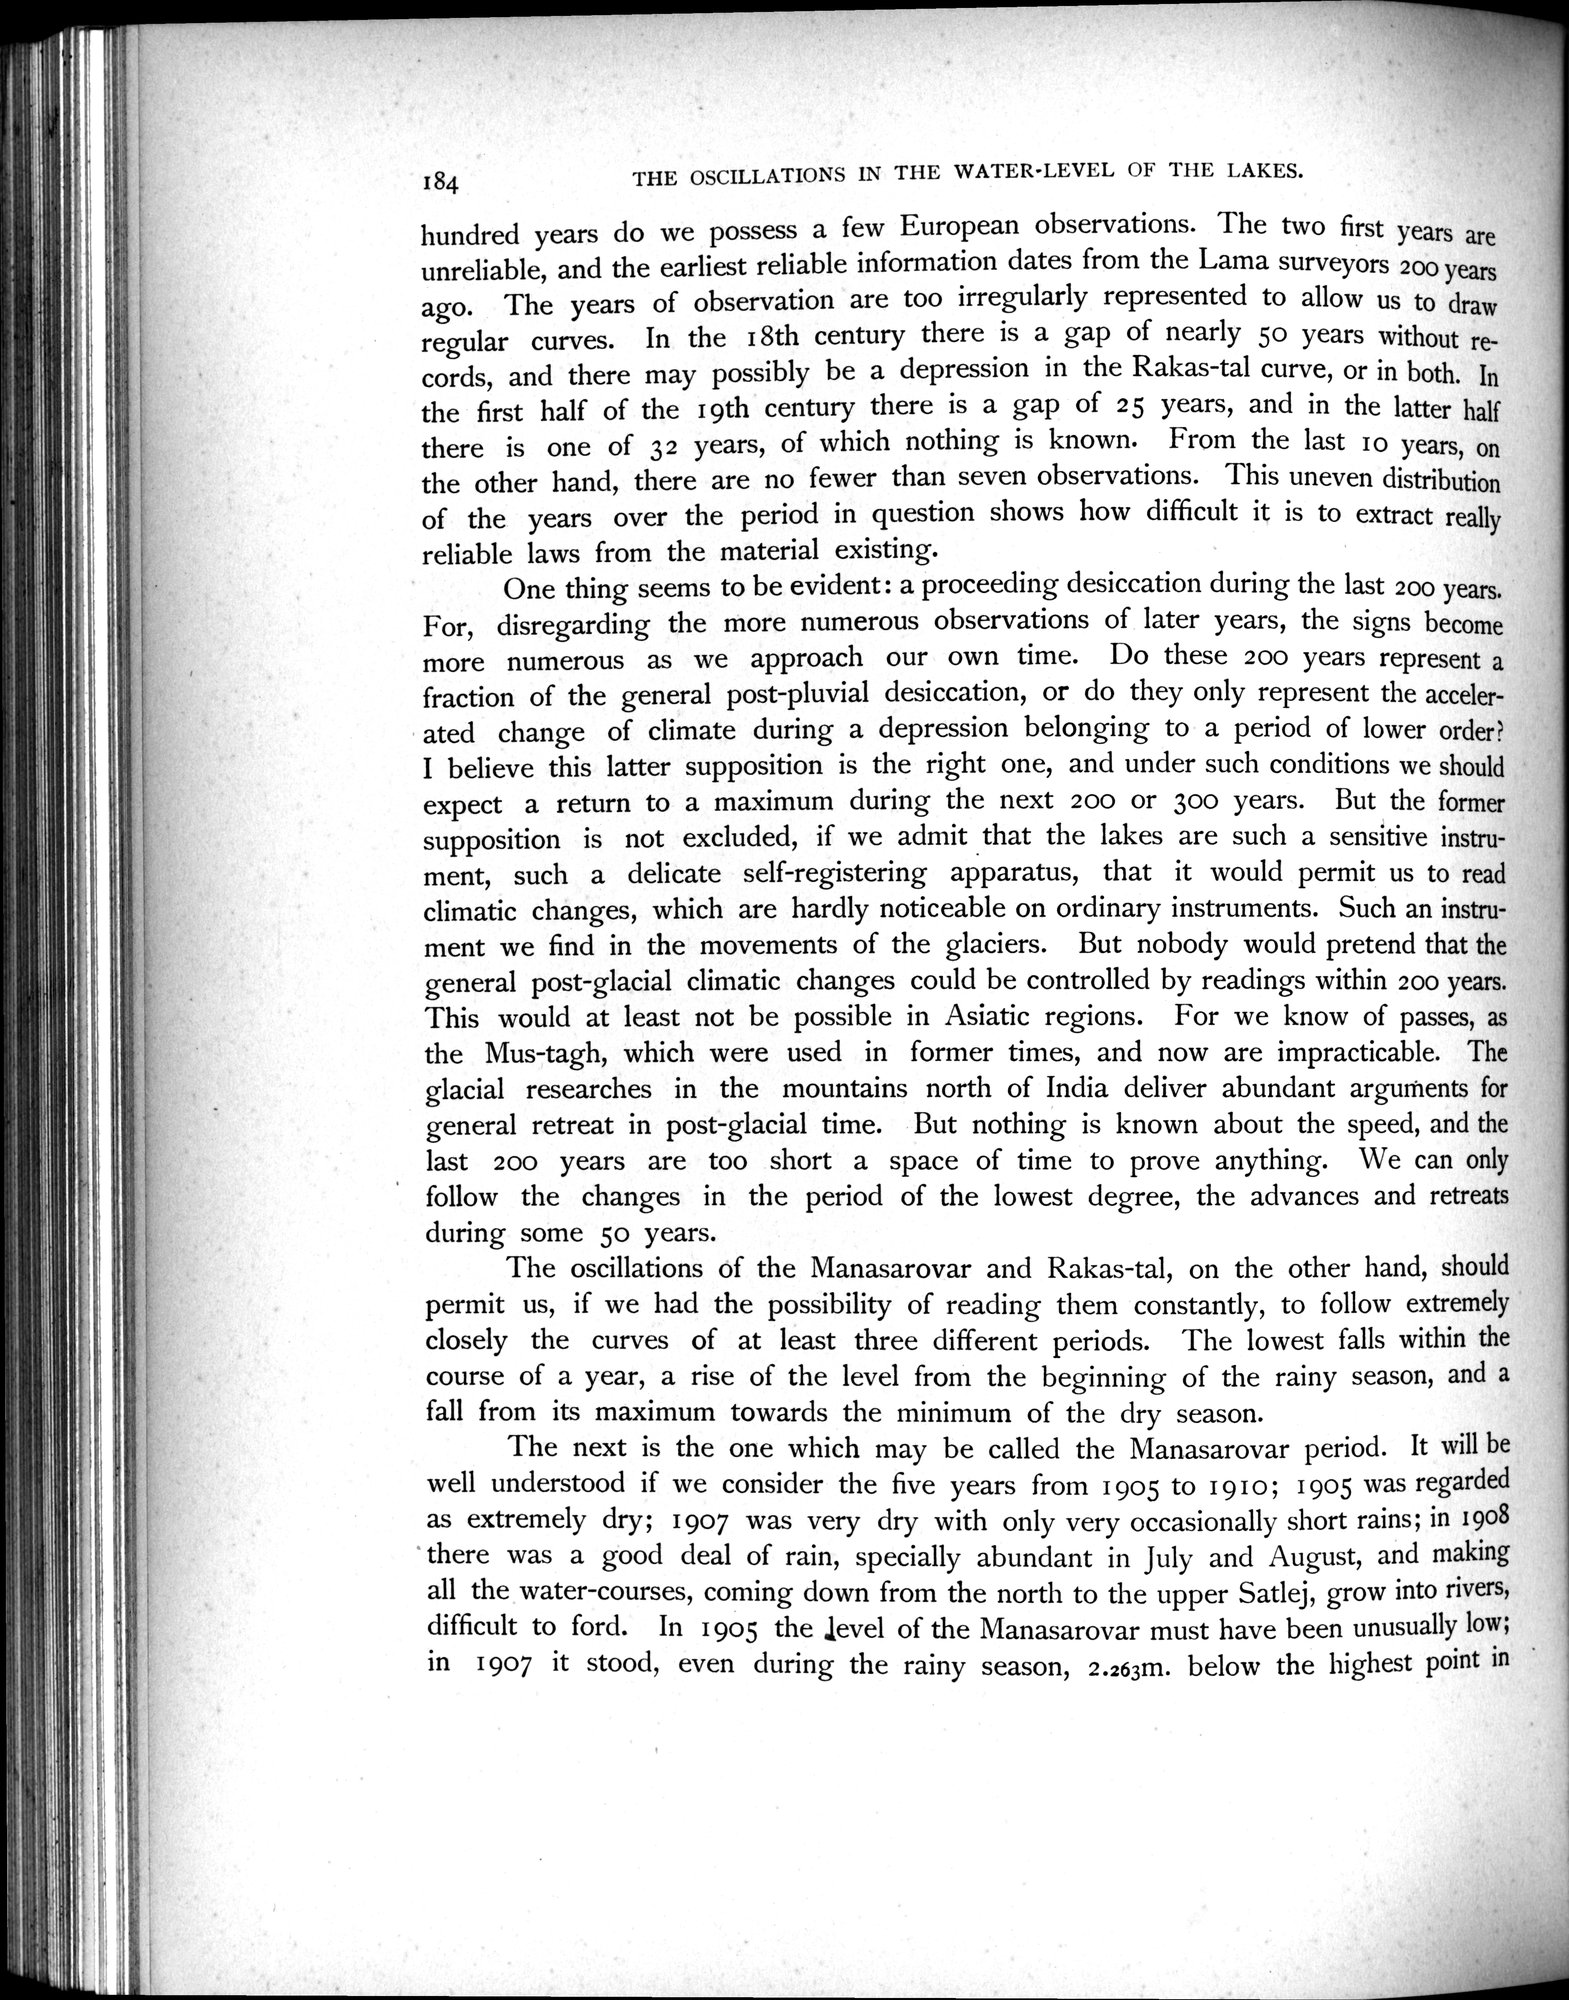 184 THE OSCILLATIONS IN THE WATER-LEVEL OF THE LAKES.
hundred years do we possess a few European observations. The two first years are
unreliable, and the earliest reliable information dates from the Lama surveyors 200 years
ago. The years of observation are too irregularly represented to allow us to draw
regular curves. In the 18th century there is a gap of nearly 50 years without re-
cords, and there may possibly be a depression in the Rakas-tal curve, or in both. In
the first half of the 19th century there is a gap of 25 years, and in the latter half
there is one of 32 years, of which nothing is known. From the last 10 years, on
the other hand, there are no fewer than seven observations. This uneven distribution
of the years over the period in question shows how difficult it is to extract really
reliable laws from the material existing.
One thing seems to be evident: a proceeding desiccation during the last 200 years.
For, disregarding the more numerous observations of later years, the signs become
more numerous as we approach our own time. Do these 200 years represent a
fraction of the general post-pluvial desiccation, or do they only represent the acceler-
ated change of climate during a depression belonging to a period of lower order?
I believe this latter supposition is the right one, and under such conditions we should
expect a return to a maximum during the next 200 or 300 years. But the former
supposition is not excluded, if we admit that the lakes are such a sensitive instru-
ment, such a delicate self-registering apparatus, that it would permit us to read
climatic changes, which are hardly noticeable on ordinary instruments. Such an instru-
ment we find in the movements of the glaciers. But nobody would pretend that the
general post-glacial climatic changes could be controlled by readings within 200 years.
This would at least not be possible in Asiatic regions. For we know of passes, as
the Mus-tagh, which were used in former times, and now are impracticable. The
glacial researches in the mountains north of India deliver abundant arguments for
general retreat in post-glacial time. But nothing is known about the speed, and the
last 200 years are too short a space of time to prove anything. We can only
follow the changes in the period of the lowest degree, the advances and retreats
during some 50 years.
The oscillations of the Manasarovar and Rakas-tal, on the other hand, should
permit us, if we had the possibility of reading them constantly, to follow extremely
closely the curves of at least three different periods. The lowest falls within the
course of a year, a rise of the level from the beginning of the rainy season, and a
fall from its maximum towards the minimum of the dry season.
The next is the one which may be called the Manasarovar period. It will be
well understood if we consider the five years from 1905 to 1910; 1905 was regarded
as extremely dry; 1907 was very dry with only very occasionally short rains; in 1908
there was a good deal of rain, specially abundant in July and August, and making
all the water-courses, coming down from the north to the upper Satlej, grow into rivers,
difficult to ford. In 1905 the level of the Manasarovar must have been unusually low;
in 1907 it stood, even during the rainy season, 2.263m. below the highest point in